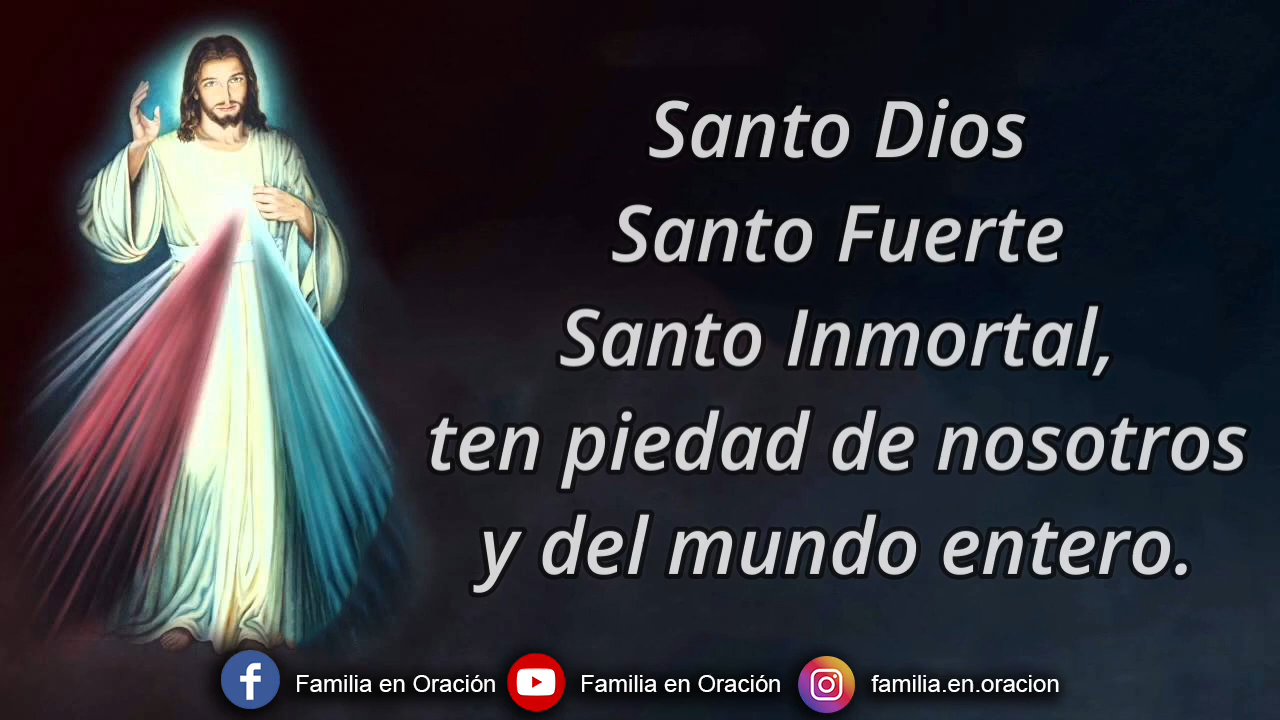 Santo Dios
Santo Fuerte
Santo Inmortal,
ten piedad de nosotros
y del mundo entero.
Familia en Oración
Familia en Oración
familia.en.oracion